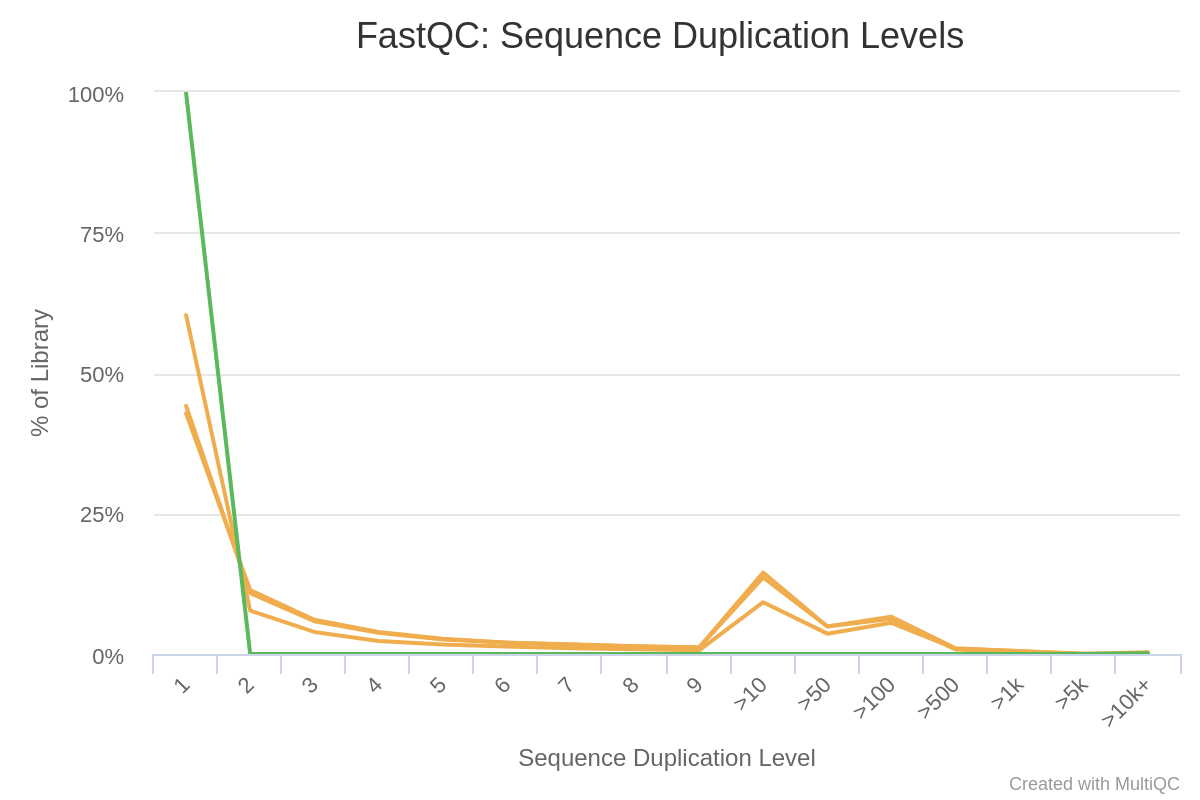 FastQC: Sequence Duplication Levels
100%
75%
50%
25%
0%
% of Library
1 2 3 4 5 6 7 8 9 >10 >50 >100 >500 >1k >5k >10k+
Sequence Duplication Level
Created with MultiQC